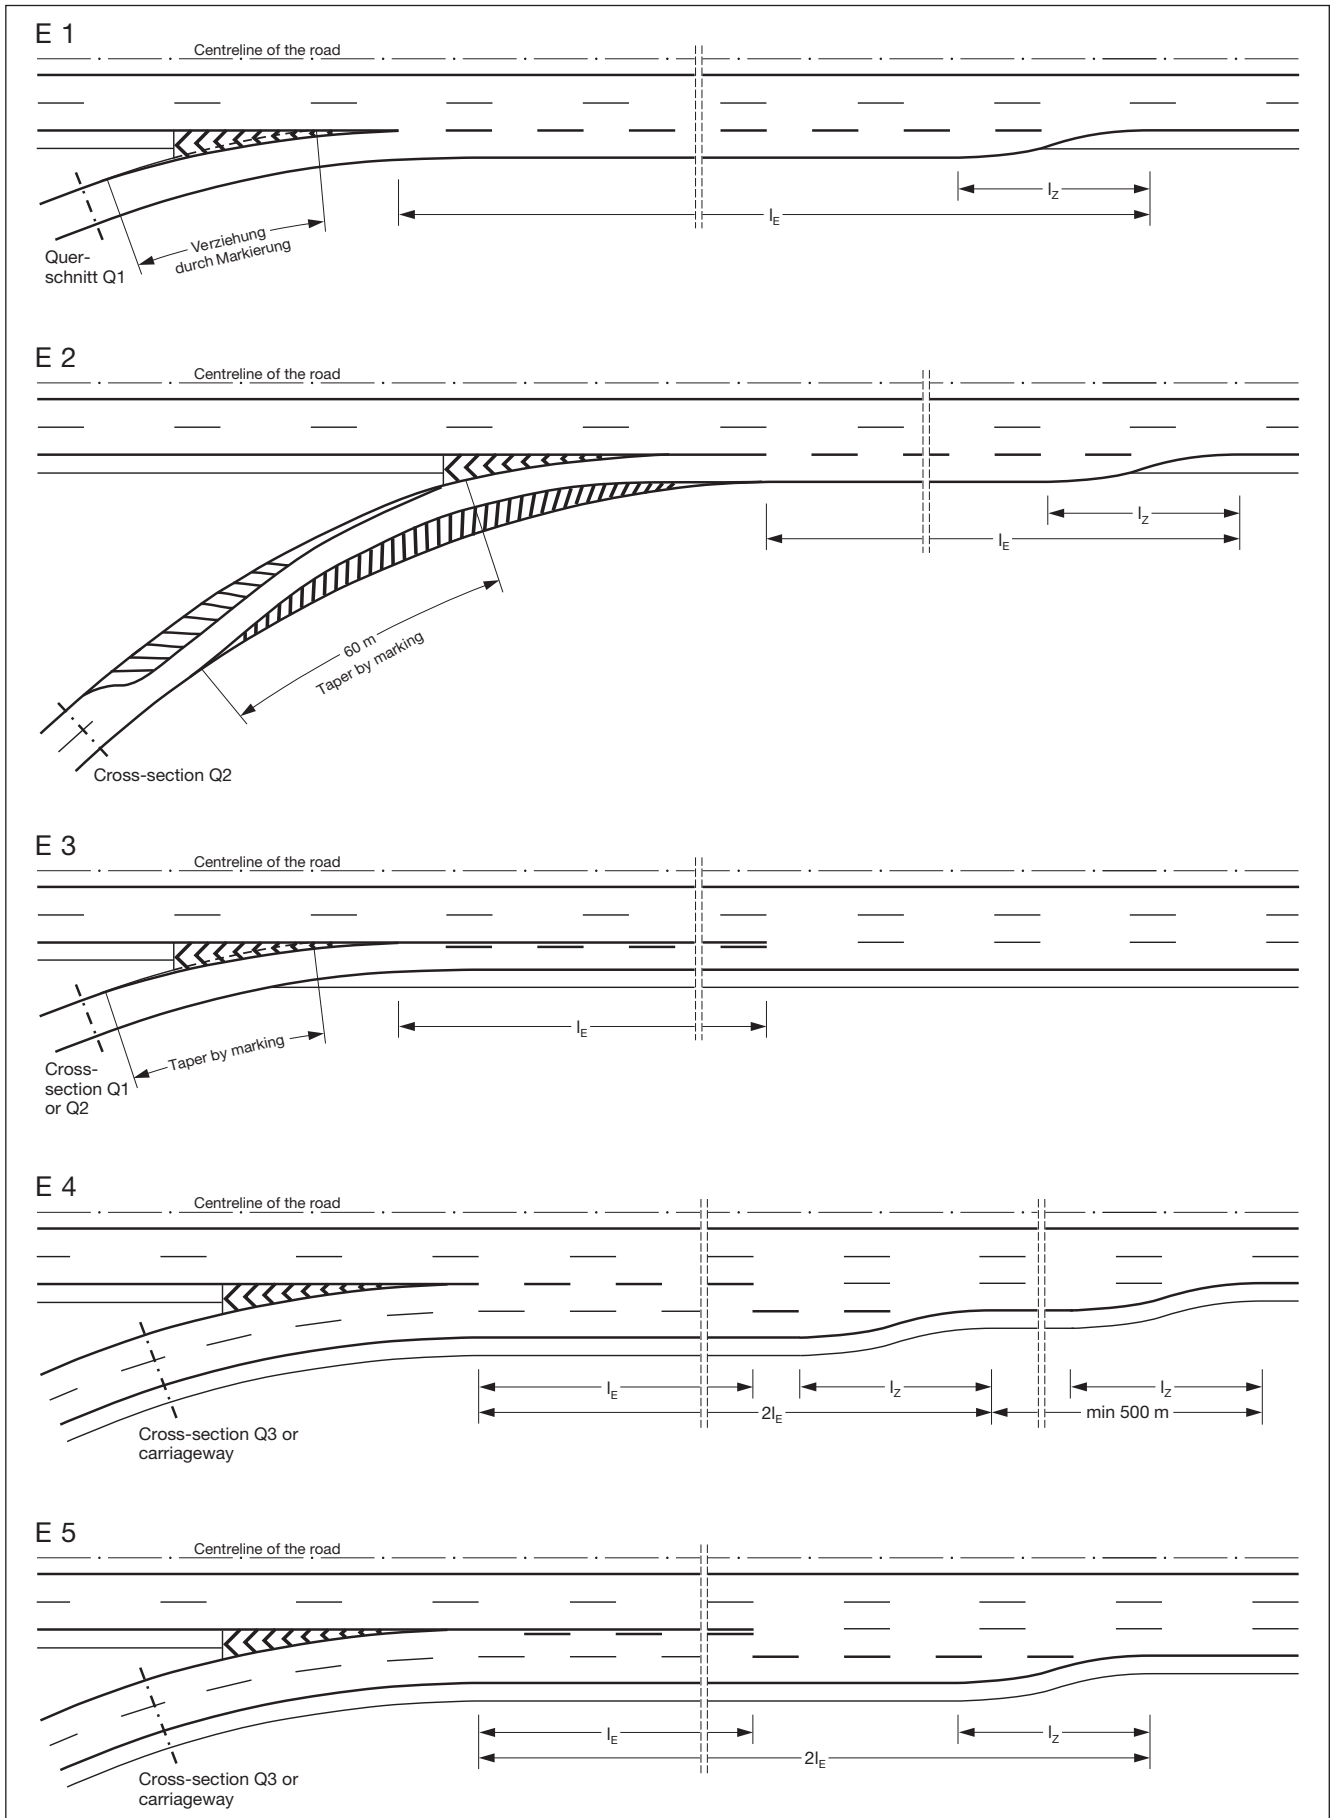 E 1
Centreline of the road
l_Z
l_E
Verziehung
durch Markierung
Quer-
schnitt Q1
E 2
Centreline of the road
l_Z
l_E
60 m
Taper by marking
Cross-section Q2
E 3
Centreline of the road
l_E
Taper by marking
Cross-
section Q1
or Q2
E 4
Centreline of the road
l_E
l_Z
l_Z
2l_E
min 500 m
Cross-section Q3 or
carriageway
E 5
Centreline of the road
l_E
l_Z
2l_E
Cross-section Q3 or
carriageway